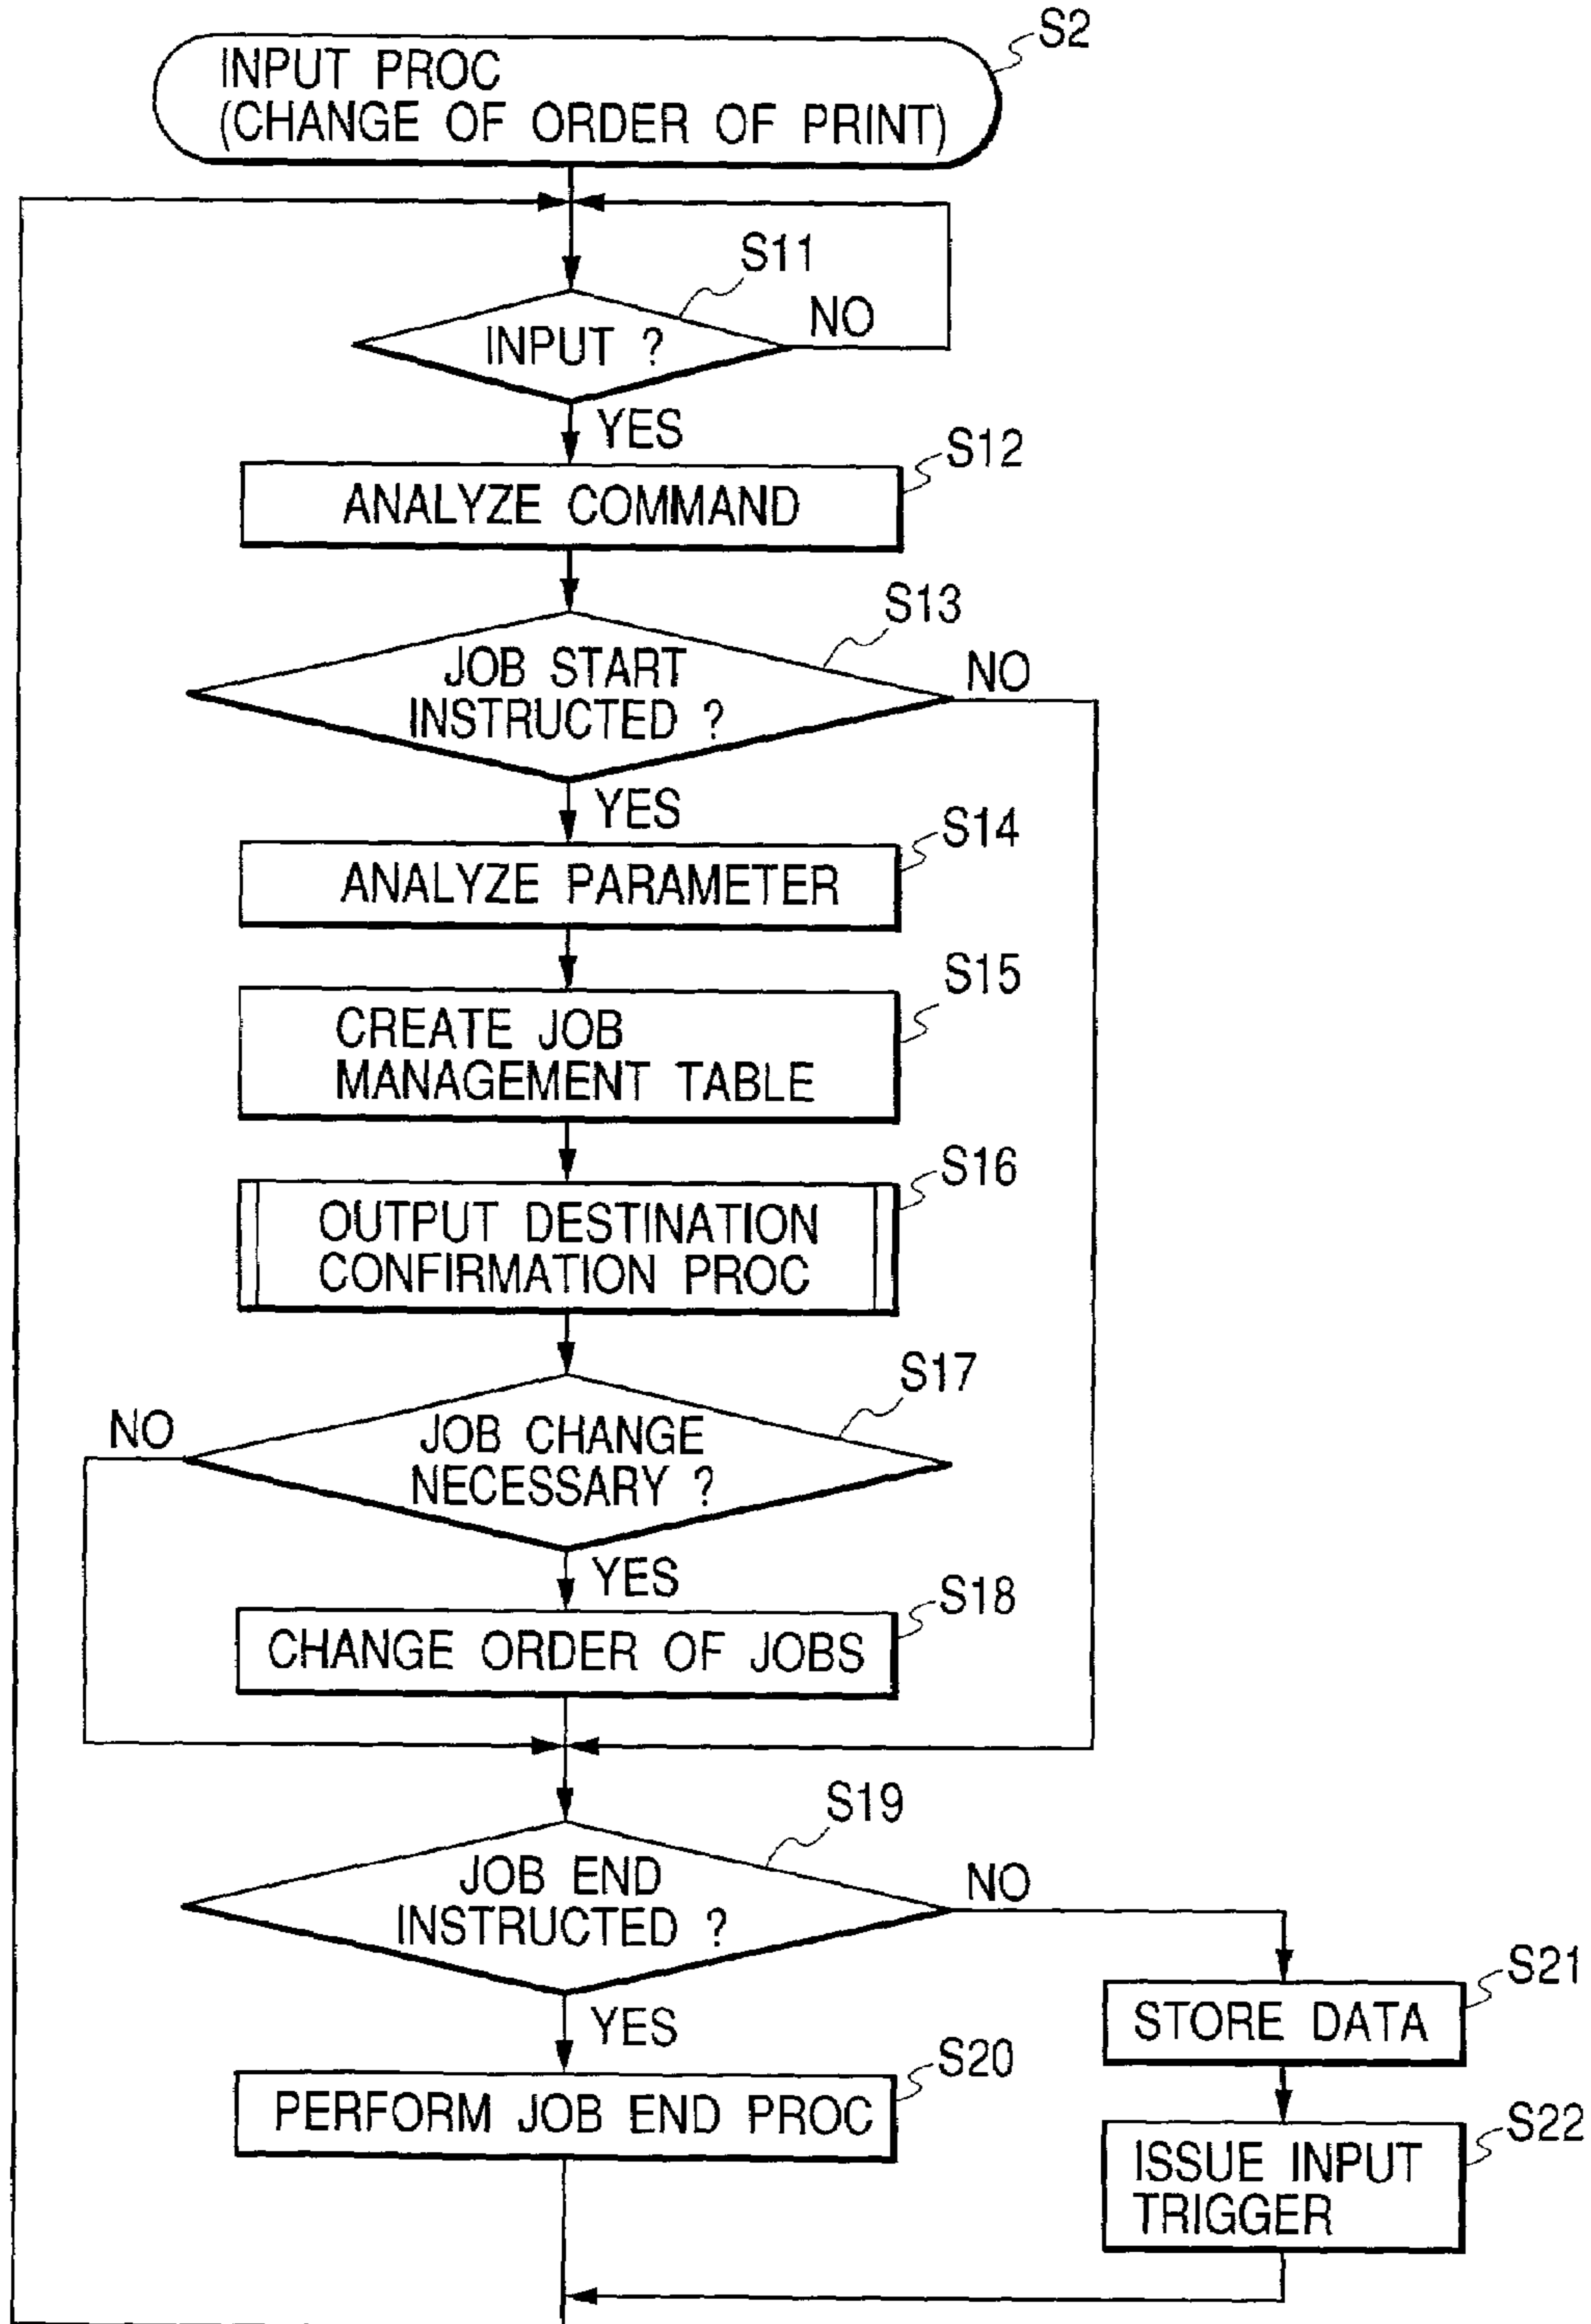 S2
INPUT PROC
(CHANGE OF ORDER OF PRINT)
S11
INPUT ?
NO
YES
S12
ANALYZE COMMAND
S13
JOB START
INSTRUCTED ?
NO
YES
S14
ANALYZE PARAMETER
S15
CREATE JOB
MANAGEMENT TABLE
S16
OUTPUT DESTINATION
CONFIRMATION PROC
S17
NO
JOB CHANGE
NECESSARY ?
YES
S18
CHANGE ORDER OF JOBS
S19
JOB END
INSTRUCTED ?
NO
YES
S21
STORE DATA
S20
PERFORM JOB END PROC
S22
ISSUE INPUT
TRIGGER